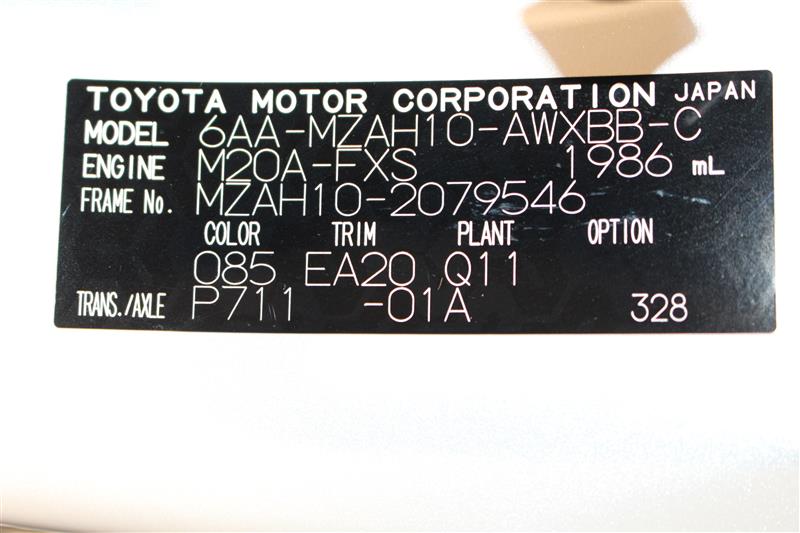 TOYOTA MOTOR CORPORATION JAPAN
MODEL 6AA-MZAH10-AWXBB-C
ENGINE M20A-FXS 1986 mL
FRAME No. MZAH10-2079546
COLOR TRIM PLANT OPTION
085 EA20 Q11
TRANS./AXLE P711 -01A 328